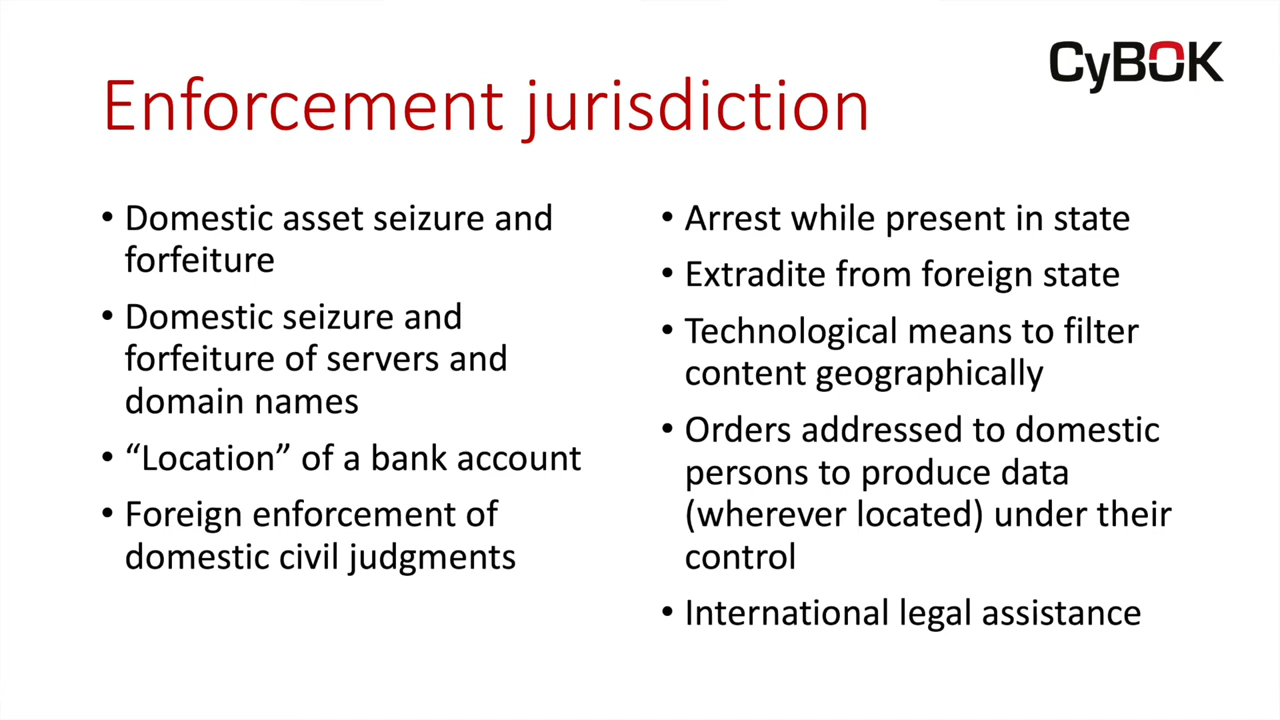 CyBOK
Enforcement jurisdiction
• Domestic asset seizure and
forfeiture
• Domestic seizure and
forfeiture of servers and
domain names
• “Location” of a bank account
• Foreign enforcement of
domestic civil judgments
• Arrest while present in state
• Extradite from foreign state
• Technological means to filter
content geographically
• Orders addressed to domestic
persons to produce data
(wherever located) under their
control
• International legal assistance